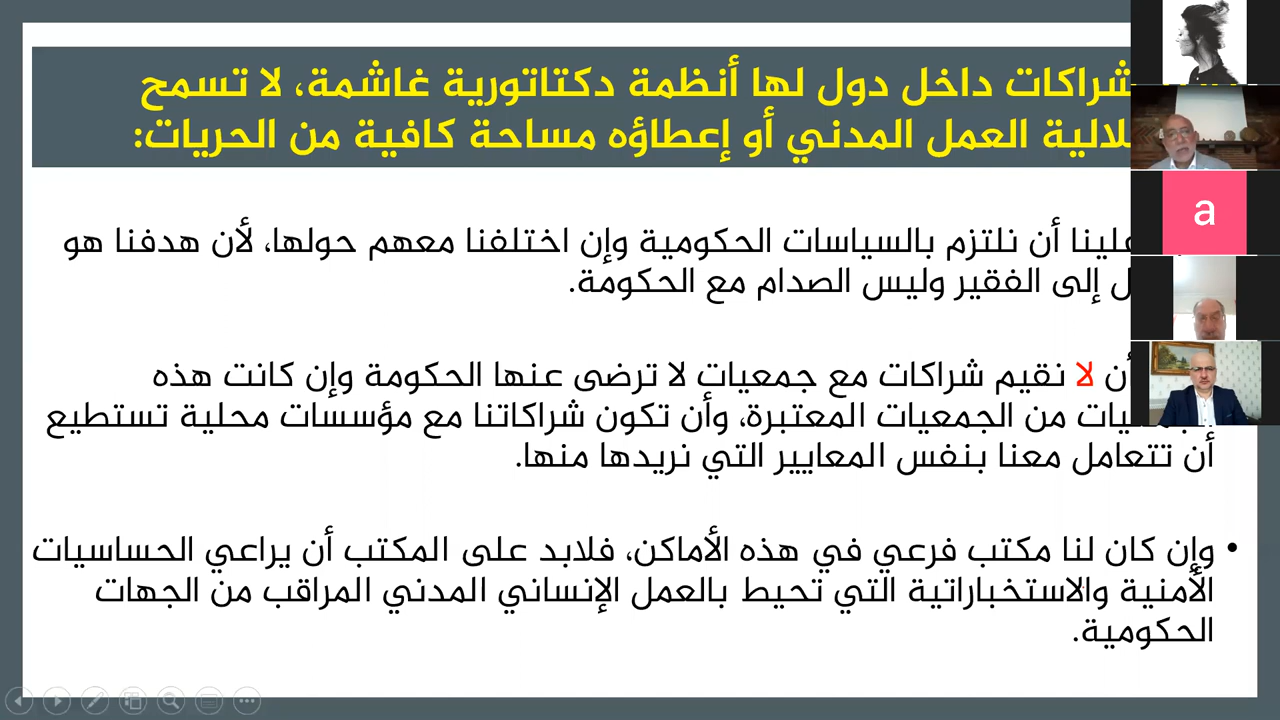 شراكات داخل دول لها أنظمة دكتاتورية غاشمة، لا تسمح
العمل المدني أو إعطاؤه مساحة كافية من الحريات:
أن نلتزم بالسياسات الحكومية وإن اختلفنا معهم حولها، لأن هدفنا هو
إلى الفقير وليس الصدام مع الحكومة.
لا نقيم شراكات مع جمعيات لا ترضى عنها الحكومة وإن كانت هذه
من الجمعيات المعتبرة، وأن تكون شراكاتنا مع مؤسسات محلية تستطيع
أن تتعامل معنا بنفس المعايير التي نريدها منها.
• وإن كان لنا مكتب فرعي في هذه الأماكن، فلابد على المكتب أن يراعي الحساسيات
الأمنية والاستخباراتية التي تحيط بالعمل الإنساني المدني المراقب من الجهات
الحكومية.
a